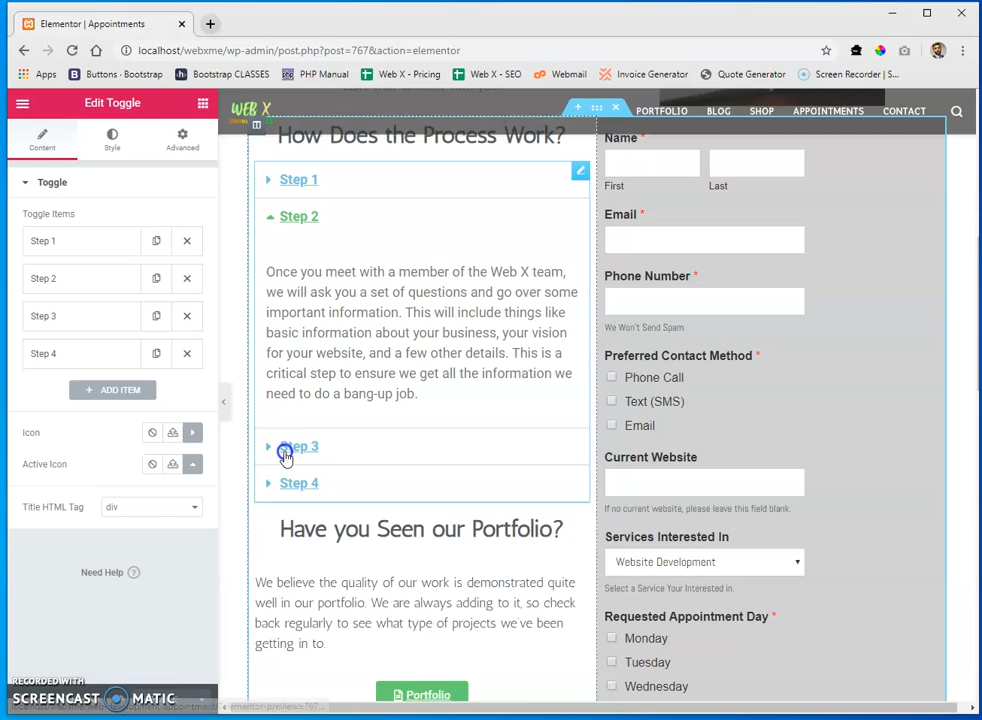 Elementor | Appointments
localhost/webxme/wp-admin/post.php?post=767&action=elementor
Apps Buttons · Bootstrap Bootstrap CLASSES PHP Manual Web X - Pricing Web X - SEO Webmail Invoice Generator Quote Generator Screen Recorder | S...
Edit Toggle
WEB X
PORTFOLIO BLOG SHOP APPOINTMENTS CONTACT
Content Style Advanced
Toggle
Toggle Items
Step 1
Step 2
Step 3
Step 4
ADD ITEM
Icon
Active Icon
Title HTML Tag div
Need Help
RECORDED WITH
SCREENCAST MATIC
How Does the Process Work?
Step 1
Step 2
Once you meet with a member of the Web X team,
we will ask you a set of questions and go over some
important information. This will include things like
basic information about your business, your vision
for your website, and a few other details. This is a
critical step to ensure we get all the information we
need to do a bang-up job.
Step 3
Step 4
Have you Seen our Portfolio?
We believe the quality of our work is demonstrated quite
well in our portfolio. We are always adding to it, so check
back regularly to see what type of projects we've been
getting in to.
Portfolio
Name *
First Last
Email *
Phone Number *
We Won't Send Spam
Preferred Contact Method *
Phone Call
Text (SMS)
Email
Current Website
If no current website, please leave this field blank.
Services Interested In
Website Development
Select a Service Your Interested in.
Requested Appointment Day *
Monday
Tuesday
Wednesday